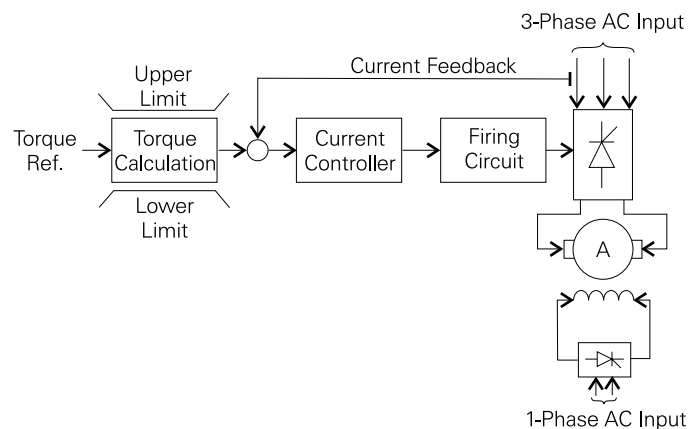 3-Phase AC Input
Current Feedback
Upper
Limit
Torque
Ref.
Torque
Calculation
Current
Controller
Firing
Circuit
Lower
Limit
A
1-Phase AC Input